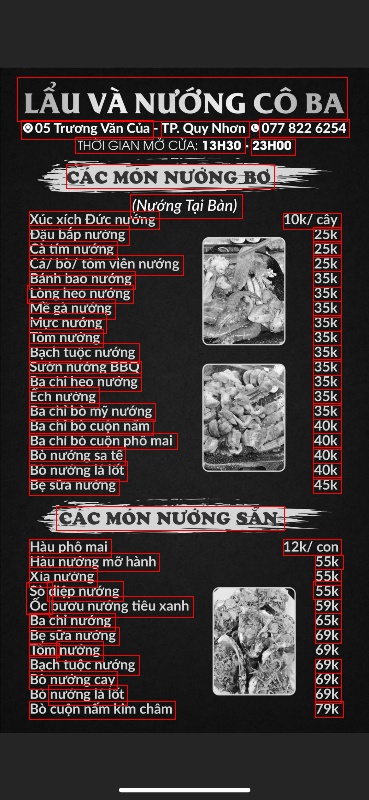 LẨU VÀ NƯỚNG CÔ BA
05 Trương Văn Của - TP. Quy Nhơn 077 822 6254
THỜI GIAN MỞ CỬA: 13H30 - 23H00
CÁC MÓN NƯỚNG BƠ
(Nướng Tại Bàn)
Xúc xích Đức nướng 10k/ cây
Đậu bắp nướng 25k
Cà tím nướng 25k
Cá/ bò/ tôm viên nướng 25k
Bánh bao nướng 35k
Lòng heo nướng 35k
Mề gà nướng 35k
Mực nướng 35k
Tôm nướng 35k
Bạch tuộc nướng 35k
Sườn nướng BBQ 35k
Ba chỉ heo nướng 35k
Ếch nướng 35k
Ba chỉ bò mỹ nướng 35k
Ba chỉ bò cuộn nấm 40k
Ba chỉ bò cuộn phô mai 40k
Bò nướng sa tế 40k
Bò nướng lá lốt 40k
Bẹ sữa nướng 45k
CÁC MÓN NƯỚNG SẴN
Hàu phô mai 12k/ con
Hàu nướng mỡ hành 55k
Xìa nướng 55k
Sò điệp nướng 55k
Ốc bươu nướng tiêu xanh 59k
Ba chỉ nướng 65k
Bẹ sữa nướng 69k
Tôm nướng 69k
Bạch tuộc nướng 69k
Bò nướng cay 69k
Bò nướng lá lốt 69k
Bò cuộn nấm kim châm 79k